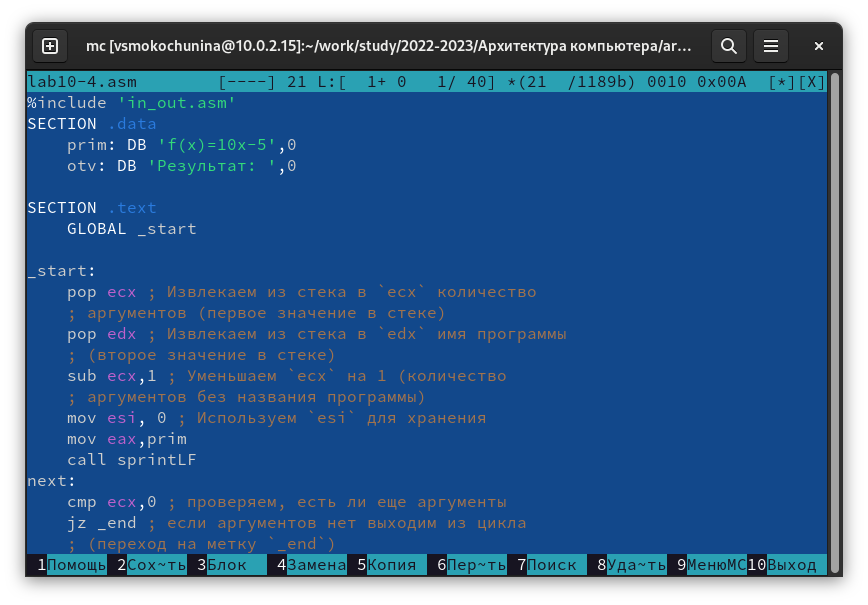 mc [vsmokochunina@10.0.2.15]:~/work/study/2022-2023/Архитектура компьютера/ar...
lab10-4.asm        [----] 21 L:[  1+ 0   1/ 40] *(21  /1189b) 0010 0x00A  [*][X]
%include 'in_out.asm'
SECTION .data
    prim: DB 'f(x)=10x-5',0
    otv: DB 'Результат: ',0

SECTION .text
    GLOBAL _start

_start:
    pop ecx ; Извлекаем из стека в `ecx` количество
    ; аргументов (первое значение в стеке)
    pop edx ; Извлекаем из стека в `edx` имя программы
    ; (второе значение в стеке)
    sub ecx,1 ; Уменьшаем `ecx` на 1 (количество
    ; аргументов без названия программы)
    mov esi, 0 ; Используем `esi` для хранения
    mov eax,prim
    call sprintLF
next:
    cmp ecx,0 ; проверяем, есть ли еще аргументы
    jz _end ; если аргументов нет выходим из цикла
    ; (переход на метку `_end`)
1Помощь 2Сох~ть 3Блок 4Замена 5Копия 6Пер~ть 7Поиск 8Уда~ть 9МенюМС 10Выход